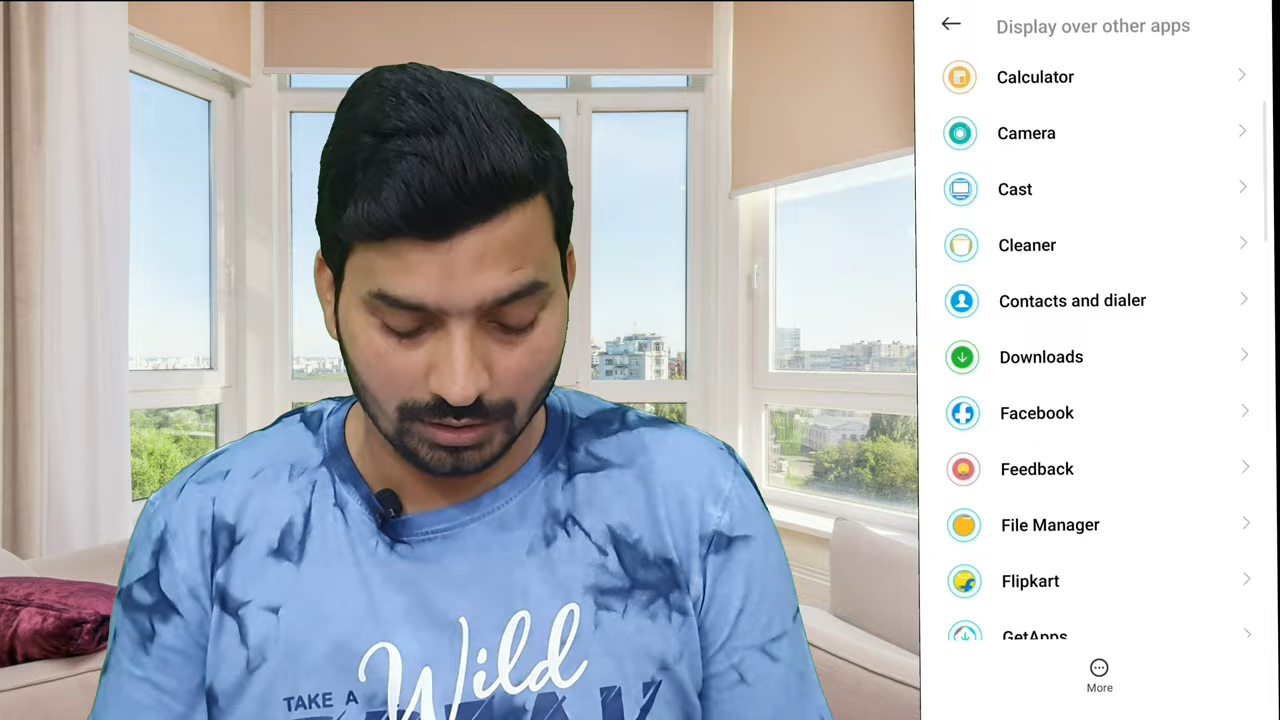 Display over other apps
Calculator
Camera
Cast
Cleaner
Contacts and dialer
Downloads
Facebook
Feedback
File Manager
Flipkart
GetApps
More
Wild
TAKE A